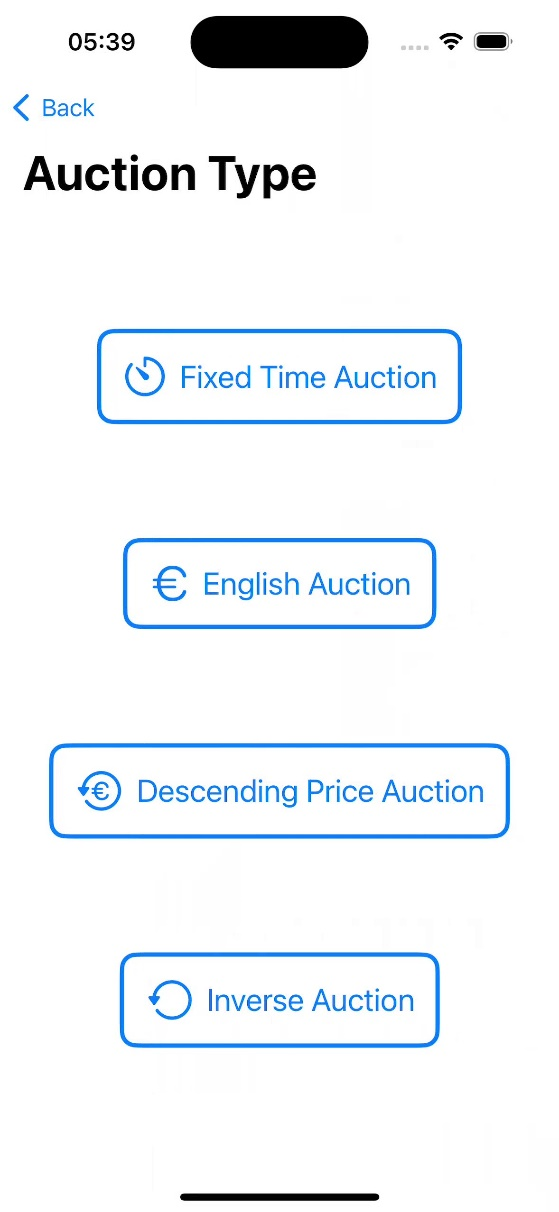 05:39
Back
Auction Type
Fixed Time Auction
€ English Auction
€ Descending Price Auction
Inverse Auction